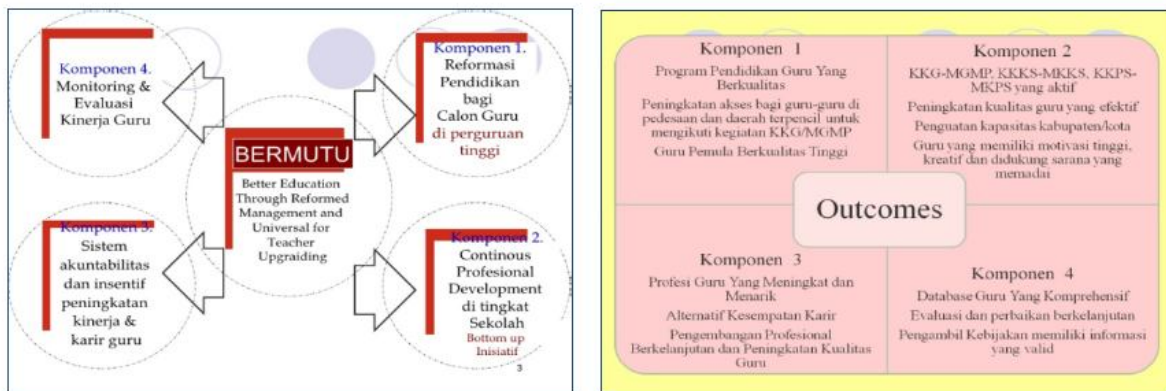 Komponen 4.
Monitoring &
Evaluasi
Kinerja Guru
Komponen 1.
Reformasi
Pendidikan
bagi
Calon Guru
di perguruan
tinggi
BERMUTU
Better Education
Through Reformed
Management and
Universal for
Teacher
Upgraiding
Komponen 3.
Sistem
akuntabilitas
dan insentif
peningkatan
kinerja &
karir guru
Komponen 2.
Continous
Profesional
Development
di tingkat
Sekolah
Bottom up
Inisiatif
3
Komponen 1
Program Pendidikan Guru Yang
Berkualitas
Peningkatan akses bagi guru-guru di
pedesaan dan daerah terpencil untuk
mengikuti kegiatan KKG/MGMP
Guru Pemula Berkualitas Tinggi
Komponen 2
KKG-MGMP, KKKS-MKKS, KKPS-
MKPS yang aktif
Peningkatan kualitas guru yang efektif
Penguatan kapasitas kabupaten/kota
Guru yang memiliki motivasi tinggi,
kreatif dan didukung sarana yang
memadai
Outcomes
Komponen 3
Profesi Guru Yang Meningkat dan
Menarik
Alternatif Kesempatan Karir
Pengembangan Profesional
Berkelanjutan dan Peningkatan Kualitas
Guru
Komponen 4
Database Guru Yang Komprehensif
Evaluasi dan perbaikan berkelanjutan
Pengambil Kebijakan memiliki informasi
yang valid